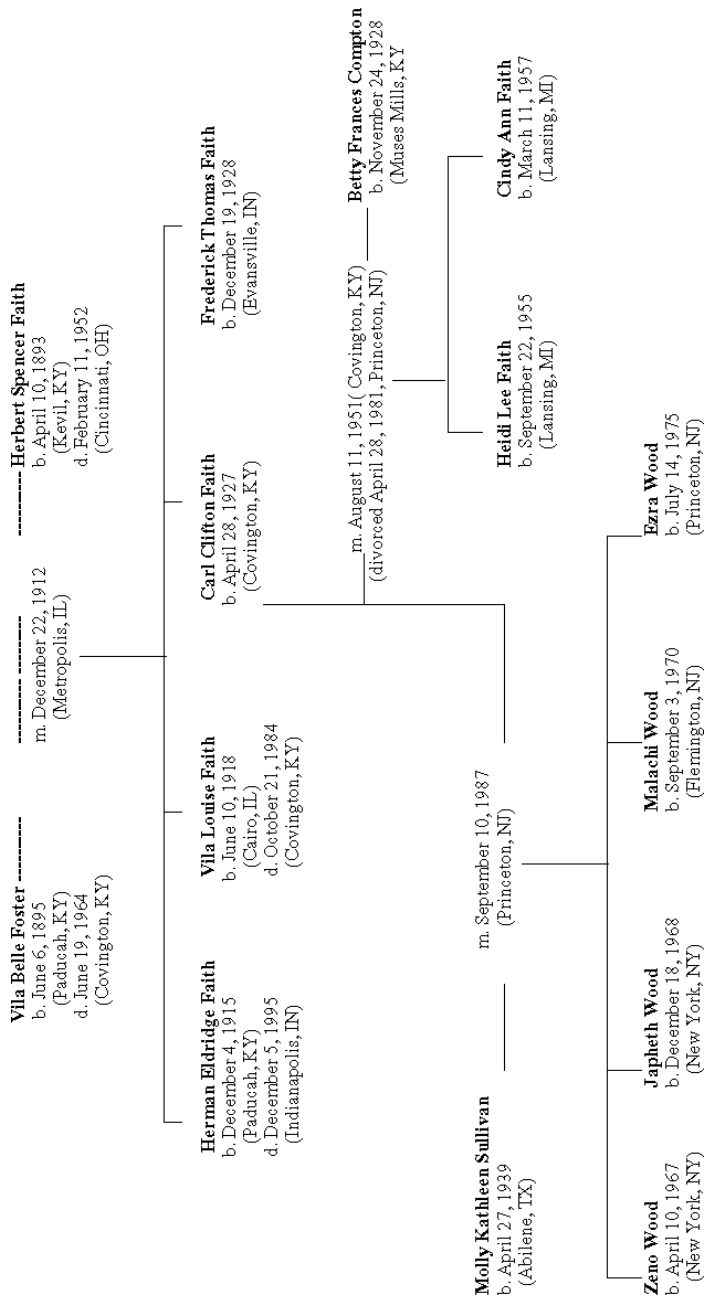 Vila Belle Foster ----------
b. June 6, 1895
(Paducah, KY)
d. June 19, 1964
(Covington, KY)
---------- ----------
m. December 22, 1912
(Metropolis, IL)
---------- Herbert Spencer Faith
b. April 10, 1893
(Kevil, KY)
d. February 11, 1952
(Cincinnati, OH)
Herman Eldridge Faith
b. December 4, 1915
(Paducah, KY)
d. December 5, 1995
(Indianapolis, IN)
Vila Louise Faith
b. June 10, 1918
(Cairo, IL)
d. October 21, 1984
(Covington, KY)
Carl Clifton Faith
b. April 28, 1927
(Covington, KY)
Frederick Thomas Faith
b. December 19, 1928
(Evansville, IN)
m. August 11, 1951( Covington, KY)
(divorced April 28, 1981, Princeton, NJ)
Betty Frances Compton
b. November 24, 1928
(Muses Mills, KY
Molly Kathleen Sullivan
b. April 27, 1939
(Abilene, TX)
m. September 10, 1987
(Princeton, NJ)
Heidi Lee Faith
b. September 22, 1955
(Lansing, MI)
Cindy Ann Faith
b. March 11, 1957
(Lansing, MI)
Zeno Wood
b. April 10, 1967
(New York, NY)
Japheth Wood
b. December 18, 1968
(New York, NY)
Malachi Wood
b. September 3, 1970
(Flemington, NJ)
Ezra Wood
b. July 14, 1975
(Princeton, NJ)